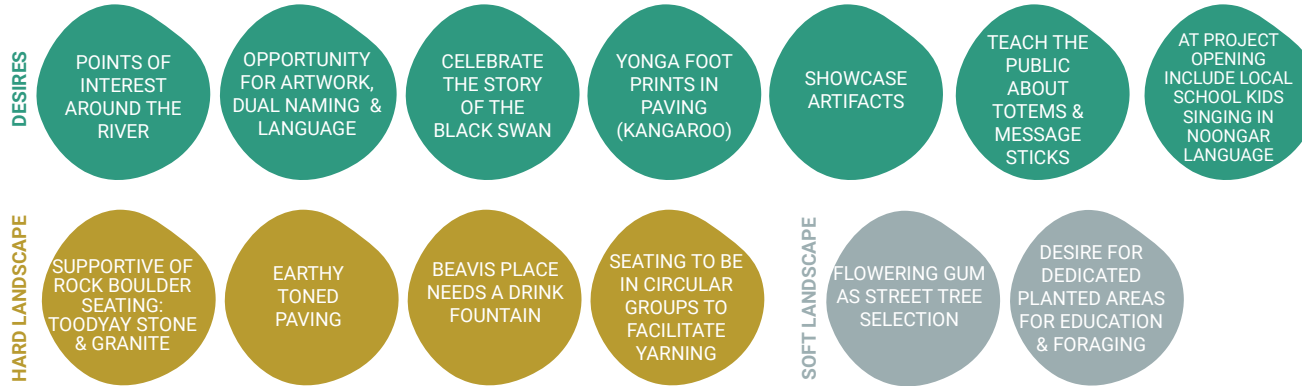 DESIRES
POINTS OF
INTEREST
AROUND THE
RIVER
OPPORTUNITY
FOR ARTWORK,
DUAL NAMING &
LANGUAGE
CELEBRATE
THE STORY
OF THE
BLACK SWAN
YONGA FOOT
PRINTS IN
PAVING
(KANGAROO)
SHOWCASE
ARTIFACTS
TEACH THE
PUBLIC
ABOUT
TOTEMS &
MESSAGE
STICKS
AT PROJECT
OPENING
INCLUDE LOCAL
SCHOOL KIDS
SINGING IN
NOONGAR
LANGUAGE
HARD LANDSCAPE
SUPPORTIVE OF
ROCK BOULDER
SEATING:
TOODYAY STONE
& GRANITE
EARTHY
TONED
PAVING
BEAVIS PLACE
NEEDS A DRINK
FOUNTAIN
SEATING TO BE
IN CIRCULAR
GROUPS TO
FACILITATE
YARNING
SOFT LANDSCAPE
FLOWERING GUM
AS STREET TREE
SELECTION
DESIRE FOR
DEDICATED
PLANTED AREAS
FOR EDUCATION
& FORAGING